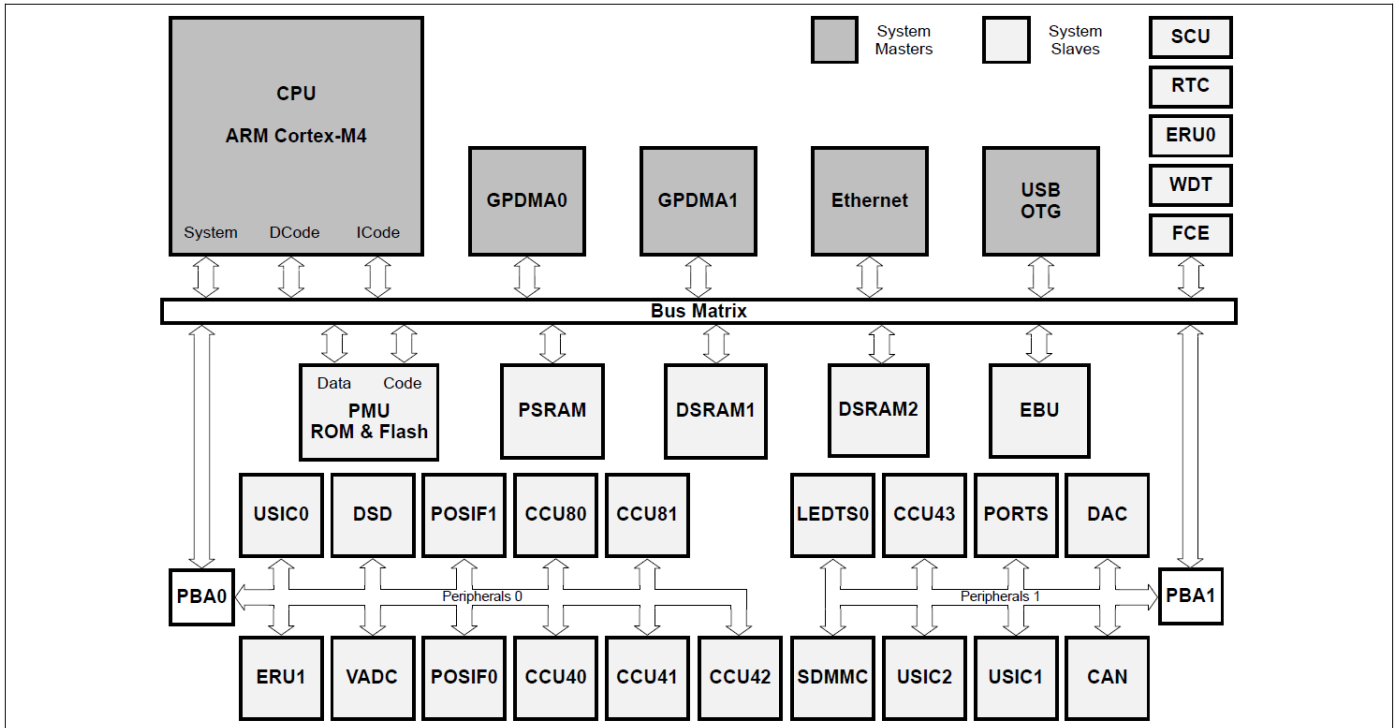 CPU
ARM Cortex-M4
System DCode ICode
GPDMA0
GPDMA1
Ethernet
USB
OTG
System
Masters
System
Slaves
SCU
RTC
ERU0
WDT
FCE
Bus Matrix
Data Code
PMU
ROM & Flash
PSRAM
DSRAM1
DSRAM2
EBU
USIC0
DSD
POSIF1
CCU80
CCU81
LEDTS0
CCU43
PORTS
DAC
PBA0
Peripherals 0
Peripherals 1
PBA1
ERU1
VADC
POSIF0
CCU40
CCU41
CCU42
SDMMC
USIC2
USIC1
CAN